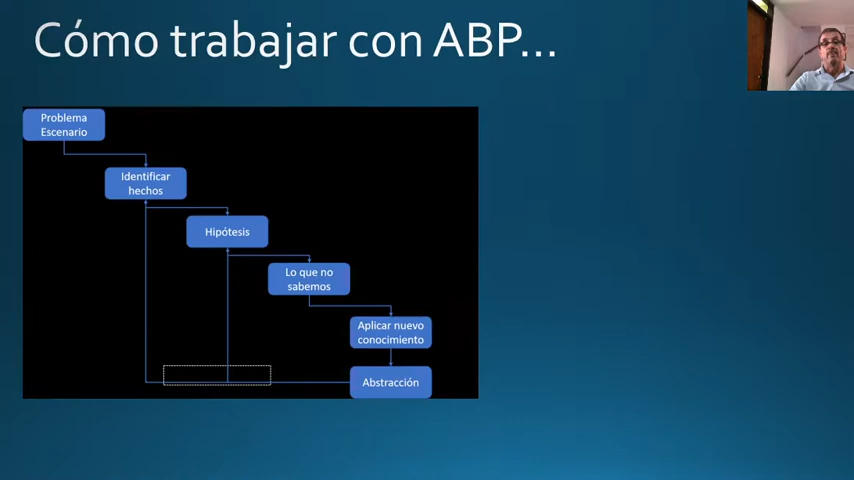 Cómo trabajar con ABP...
Problema
Escenario
Identificar
hechos
Hipótesis
Lo que no
sabemos
Aplicar nuevo
conocimiento
Abstracción